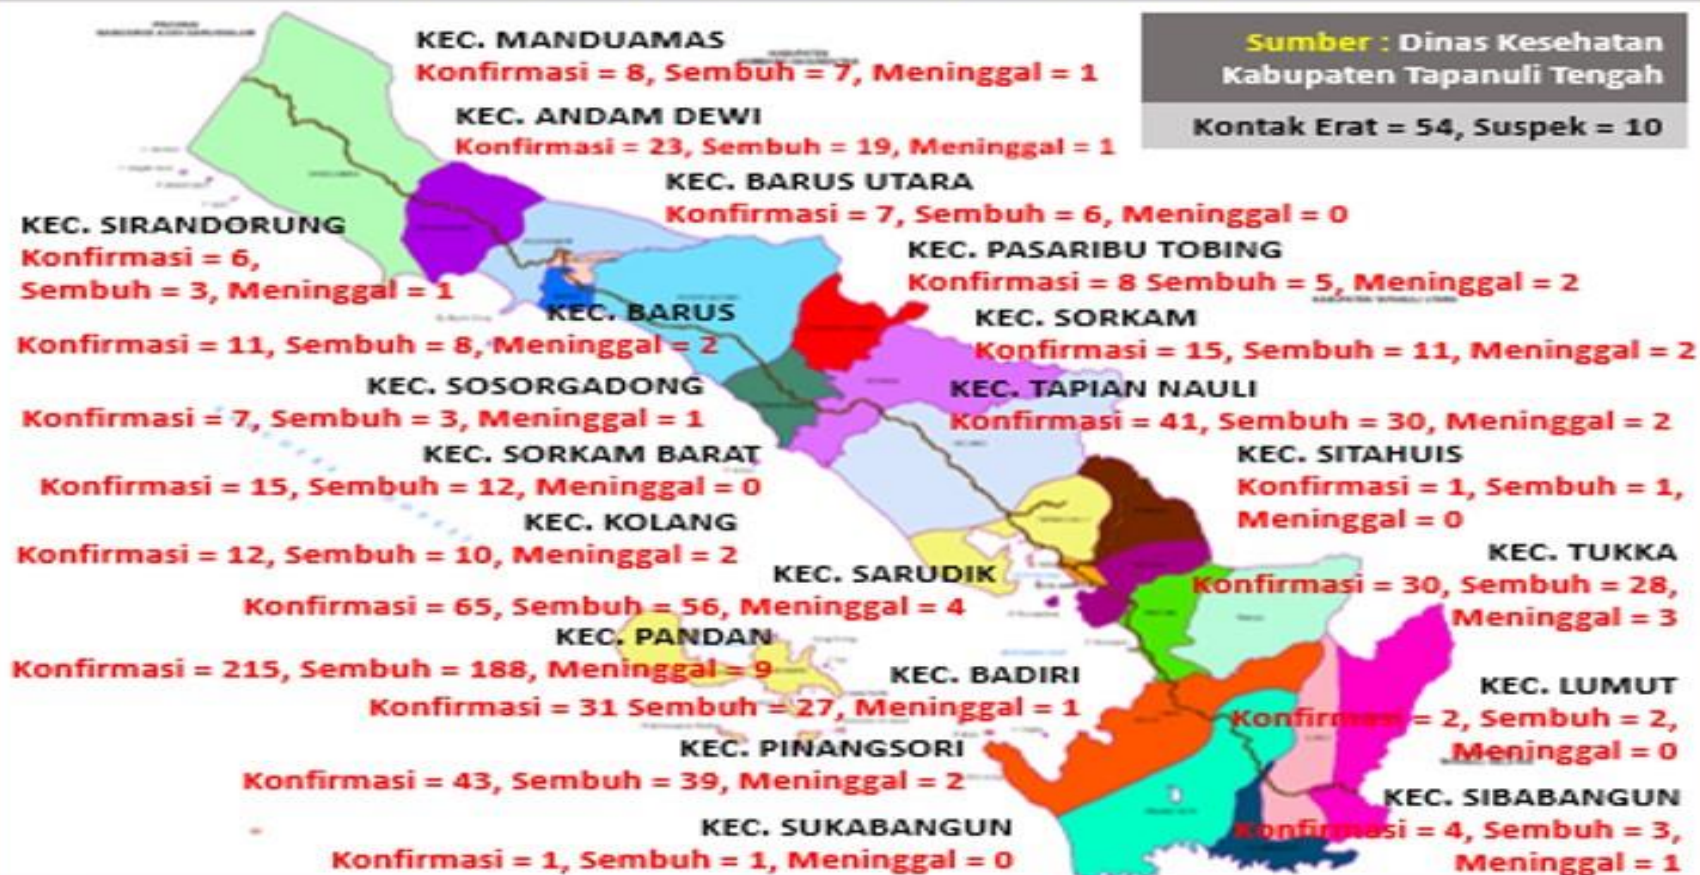 KEC. MANDUAMAS
Konfirmasi = 8, Sembuh = 7, Meninggal = 1
Sumber : Dinas Kesehatan
Kabupaten Tapanuli Tengah
Kontak Erat = 54, Suspek = 10
KEC. ANDAM DEWI
Konfirmasi = 23, Sembuh = 19, Meninggal = 1
KEC. BARUS UTARA
Konfirmasi = 7, Sembuh = 6, Meninggal = 0
KEC. SIRANDORUNG
Konfirmasi = 6,
Sembuh = 3, Meninggal = 1
KEC. PASARIBU TOBING
Konfirmasi = 8 Sembuh = 5, Meninggal = 2
KEC. BARUS
Konfirmasi = 11, Sembuh = 8, Meninggal = 2
KEC. SORKAM
Konfirmasi = 15, Sembuh = 11, Meninggal = 2
KEC. SOSORGADONG
Konfirmasi = 7, Sembuh = 3, Meninggal = 1
KEC. TAPIAN NAULI
Konfirmasi = 41, Sembuh = 30, Meninggal = 2
KEC. SORKAM BARAT
Konfirmasi = 15, Sembuh = 12, Meninggal = 0
KEC. SITAHUIS
Konfirmasi = 1, Sembuh = 1,
Meninggal = 0
KEC. KOLANG
Konfirmasi = 12, Sembuh = 10, Meninggal = 2
KEC. TUKKA
Konfirmasi = 30, Sembuh = 28,
Meninggal = 3
KEC. SARUDIK
Konfirmasi = 65, Sembuh = 56, Meninggal = 4
KEC. PANDAN
Konfirmasi = 215, Sembuh = 188, Meninggal = 9
KEC. BADIRI
Konfirmasi = 31 Sembuh = 27, Meninggal = 1
KEC. LUMUT
Konfirmasi = 2, Sembuh = 2,
Meninggal = 0
KEC. PINANGSORI
Konfirmasi = 43, Sembuh = 39, Meninggal = 2
KEC. SIBABANGUN
Konfirmasi = 4, Sembuh = 3,
Meninggal = 1
KEC. SUKABANGUN
Konfirmasi = 1, Sembuh = 1, Meninggal = 0